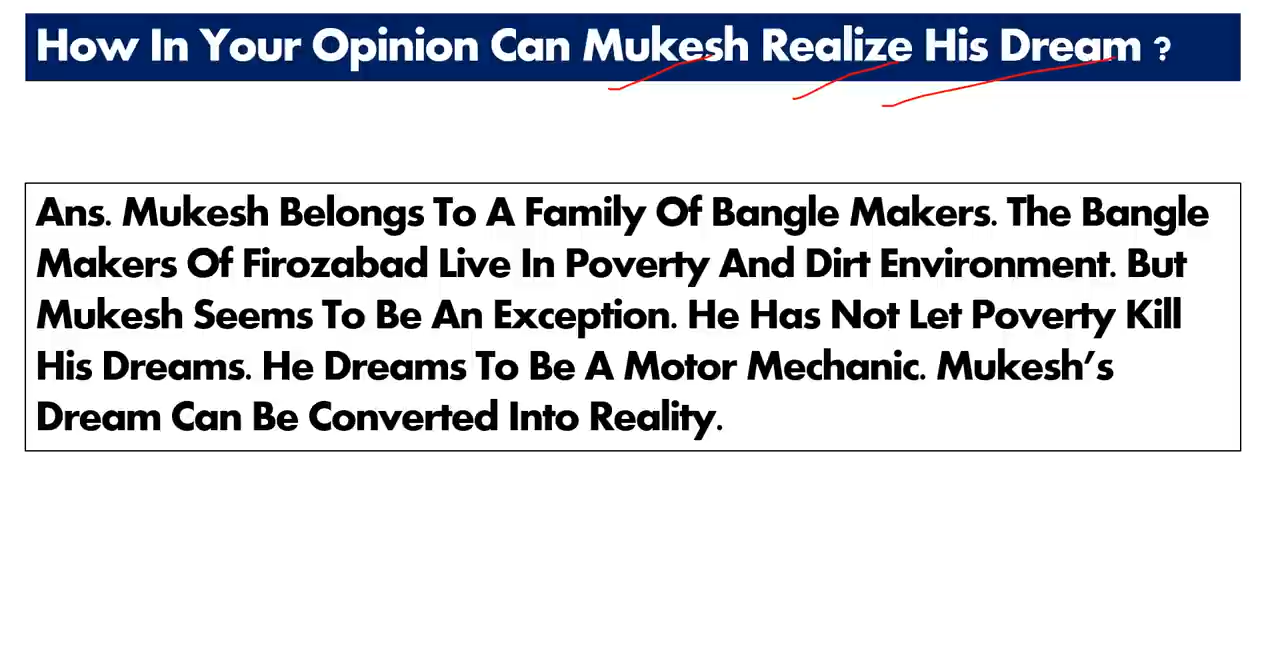 How In Your Opinion Can Mukesh Realize His Dream ?
Ans. Mukesh Belongs To A Family Of Bangle Makers. The Bangle
Makers Of Firozabad Live In Poverty And Dirt Environment. But
Mukesh Seems To Be An Exception. He Has Not Let Poverty Kill
His Dreams. He Dreams To Be A Motor Mechanic. Mukesh’s
Dream Can Be Converted Into Reality.